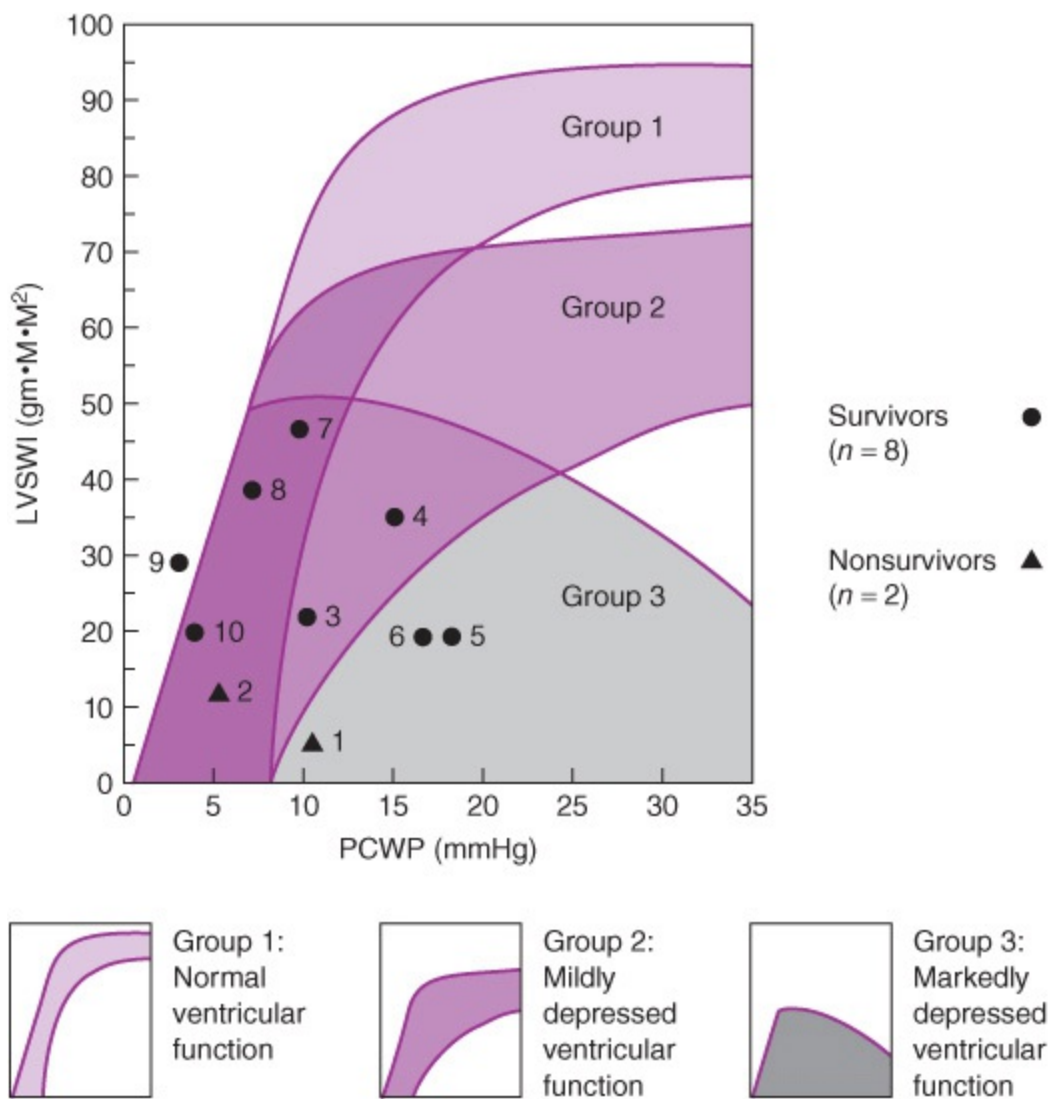 100
90
80
70
60
50
40
30
20
10
0
LVSWI (gm•M•M²)
Group 1
Group 2
Group 3
7
8
4
9
3
10
6
5
2
1
0 5 10 15 20 25 30 35
PCWP (mmHg)
Survivors
(n = 8)
Nonsurvivors
(n = 2)
Group 1:
Normal
ventricular
function
Group 2:
Mildly
depressed
ventricular
function
Group 3:
Markedly
depressed
ventricular
function